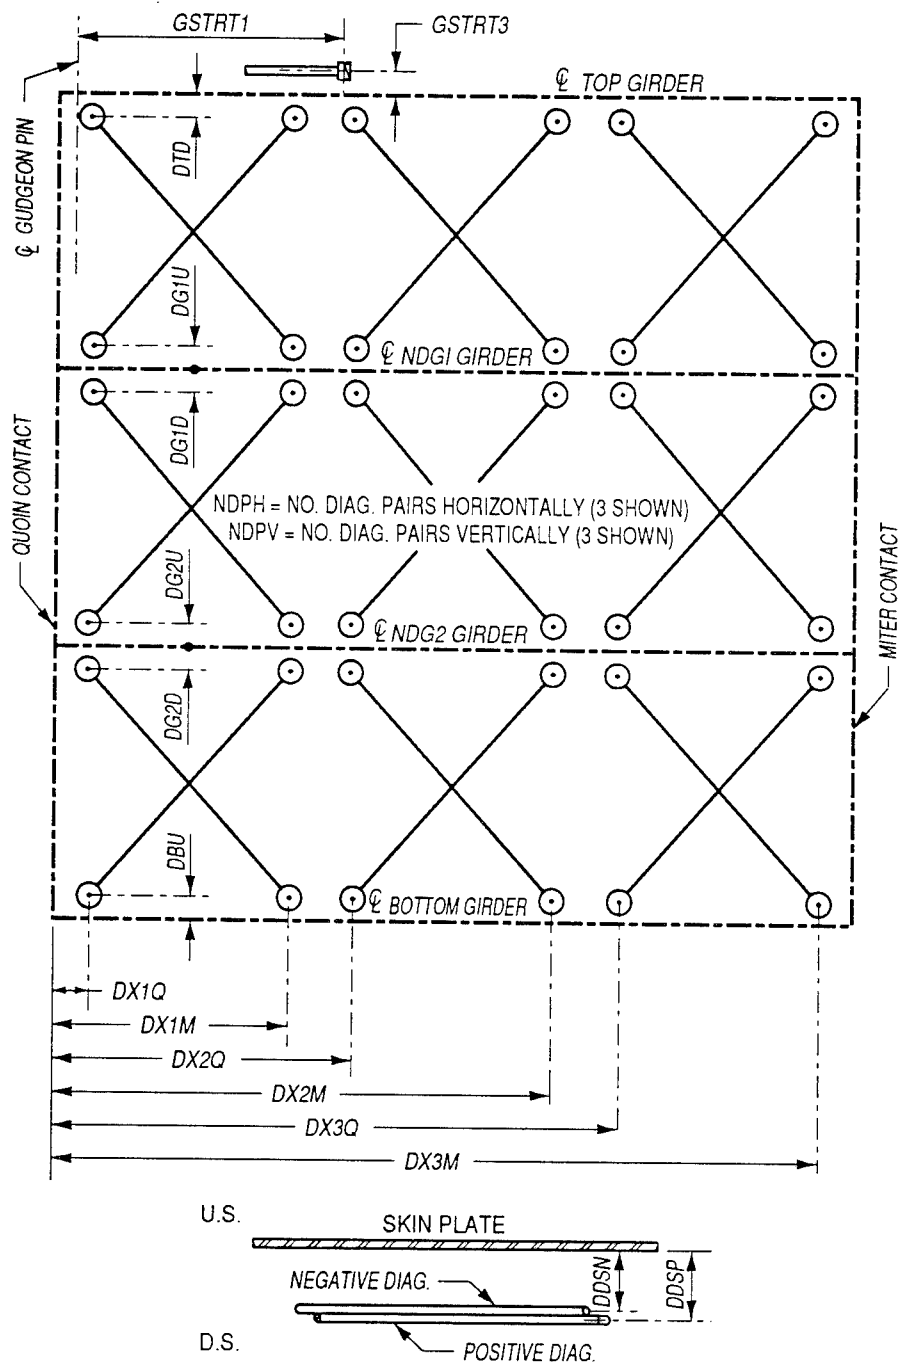 GSTRT1
GSTRT3
℄ TOP GIRDER
℄ GUDGEON PIN
DTD
DG1U
℄ NDG1 GIRDER
DG1D
QUOIN CONTACT
NDPH = NO. DIAG. PAIRS HORIZONTALLY (3 SHOWN)
NDPV = NO. DIAG. PAIRS VERTICALLY (3 SHOWN)
DG2U
℄ NDG2 GIRDER
MITER CONTACT
DG2D
DBU
℄ BOTTOM GIRDER
DX1Q
DX1M
DX2Q
DX2M
DX3Q
DX3M
U.S.
SKIN PLATE
NEGATIVE DIAG.
DDSN
DDSP
D.S.
POSITIVE DIAG.